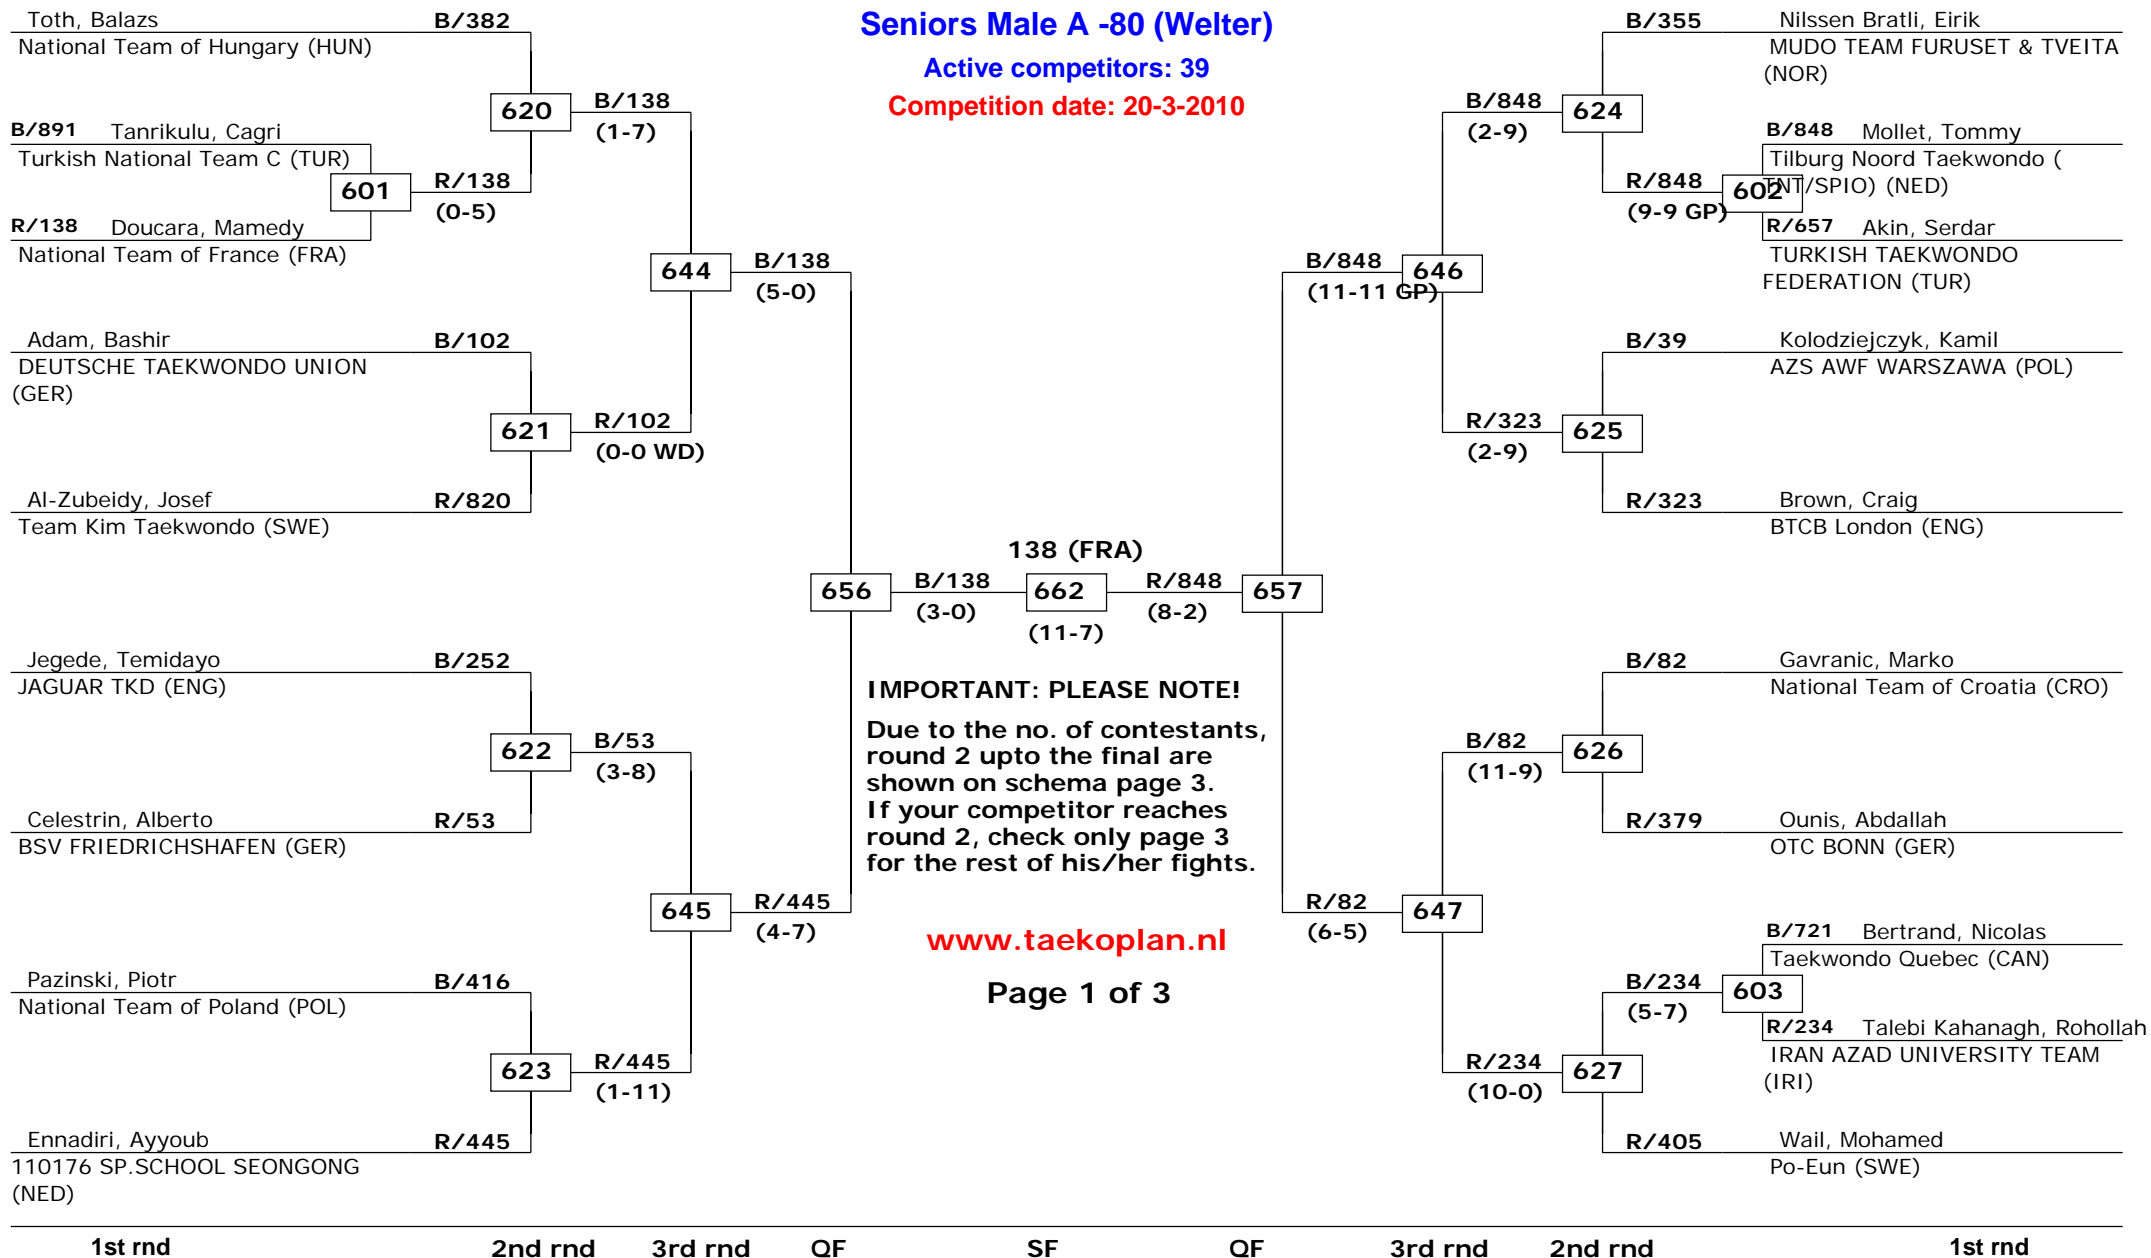 Seniors Male A -80 (Welter)
Active competitors: 39
Competition date: 20-3-2010
Toth, Balazs
B/382
National Team of Hungary (HUN)
620
B/138
(1-7)
B/891 Tanrikulu, Cagri
Turkish National Team C (TUR)
601
R/138
(0-5)
R/138 Doucara, Mamedy
National Team of France (FRA)
644
B/138
(5-0)
Adam, Bashir
B/102
DEUTSCHE TAEKWONDO UNION
(GER)
621
R/102
(0-0 WD)
Al-Zubeidy, Josef
R/820
Team Kim Taekwondo (SWE)
656
B/138
(3-0)
138 (FRA)
662
(11-7)
R/848
(8-2)
657
Jegede, Temidayo
B/252
JAGUAR TKD (ENG)
622
B/53
(3-8)
Celestrin, Alberto
R/53
BSV FRIEDRICHSHAFEN (GER)
645
R/445
(4-7)
Pazinski, Piotr
B/416
National Team of Poland (POL)
623
R/445
(1-11)
Ennadiri, Ayyoub
R/445
110176 SP.SCHOOL SEONGONG
(NED)
IMPORTANT: PLEASE NOTE!
Due to the no. of contestants,
round 2 upto the final are
shown on schema page 3.
If your competitor reaches
round 2, check only page 3
for the rest of his/her fights.
www.taekoplan.nl
Page 1 of 3
B/355
Nilssen Bratli, Eirik
MUDO TEAM FURUSET & TVEITA
(NOR)
B/848
(2-9)
624
B/848 Mollet, Tommy
Tilburg Noord Taekwondo (
TNT/SPIO) (NED)
R/848
(9-9 GP)
602
R/657 Akin, Serdar
TURKISH TAEKWONDO
FEDERATION (TUR)
B/848
(11-11 GP)
646
B/39
Kolodziejczyk, Kamil
AZS AWF WARSZAWA (POL)
R/323
(2-9)
625
R/323
Brown, Craig
BTCB London (ENG)
B/82
Gavranic, Marko
National Team of Croatia (CRO)
B/82
(11-9)
626
R/379
Ounis, Abdallah
OTC BONN (GER)
R/82
(6-5)
647
B/721 Bertrand, Nicolas
Taekwondo Quebec (CAN)
B/234
(5-7)
603
R/234 Talebi Kahanagh, Rohollah
IRAN AZAD UNIVERSITY TEAM
(IRI)
R/234
(10-0)
627
R/405
Wail, Mohamed
Po-Eun (SWE)
1st rnd 2nd rnd 3rd rnd QF SF QF 3rd rnd 2nd rnd 1st rnd